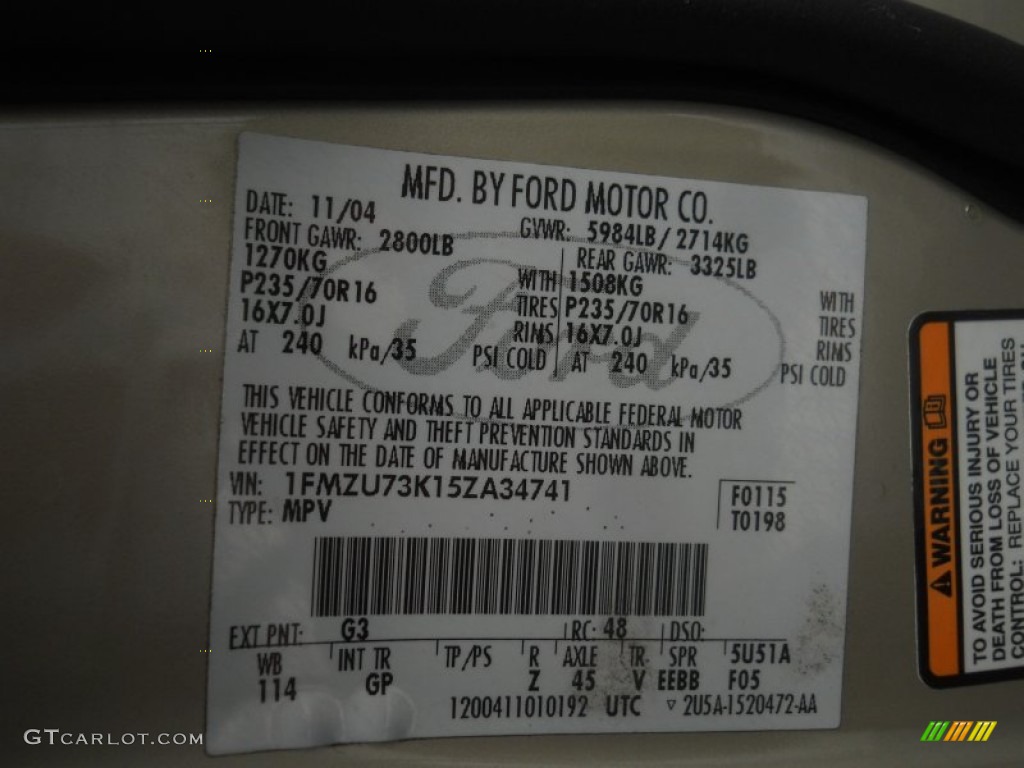 MFD. BY FORD MOTOR CO.
DATE: 11/04 GVWR: 5984LB/ 2714KG
FRONT GAWR: 2800LB REAR GAWR: 3325LB
1270KG WITH 1508KG WITH
P235/70R16 TIRES P235/70R16 TIRES
16X7.0J RIMS 16X7.0J RIMS
AT 240 kPa/35 PSI COLD AT 240 kPa/35 PSI COLD
Ford
THIS VEHICLE CONFORMS TO ALL APPLICABLE FEDERAL MOTOR
VEHICLE SAFETY AND THEFT PREVENTION STANDARDS IN
EFFECT ON THE DATE OF MANUFACTURE SHOWN ABOVE.
VIN: 1FMZU73K15ZA34741 F0115
TYPE: MPV T0198
EXT PNT: G3 RC: 48 DSO:
WB INT TR TP/PS R AXLE TR SPR 5U51A
114 GP Z 45 V EEBB F05
1200411010192 UTC ▽ 2U5A-1520472-AA
WARNING
TO AVOID SERIOUS INJURY OR
DEATH FROM LOSS OF VEHICLE
CONTROL: REPLACE YOUR TIRES
GTCARLOT.COM